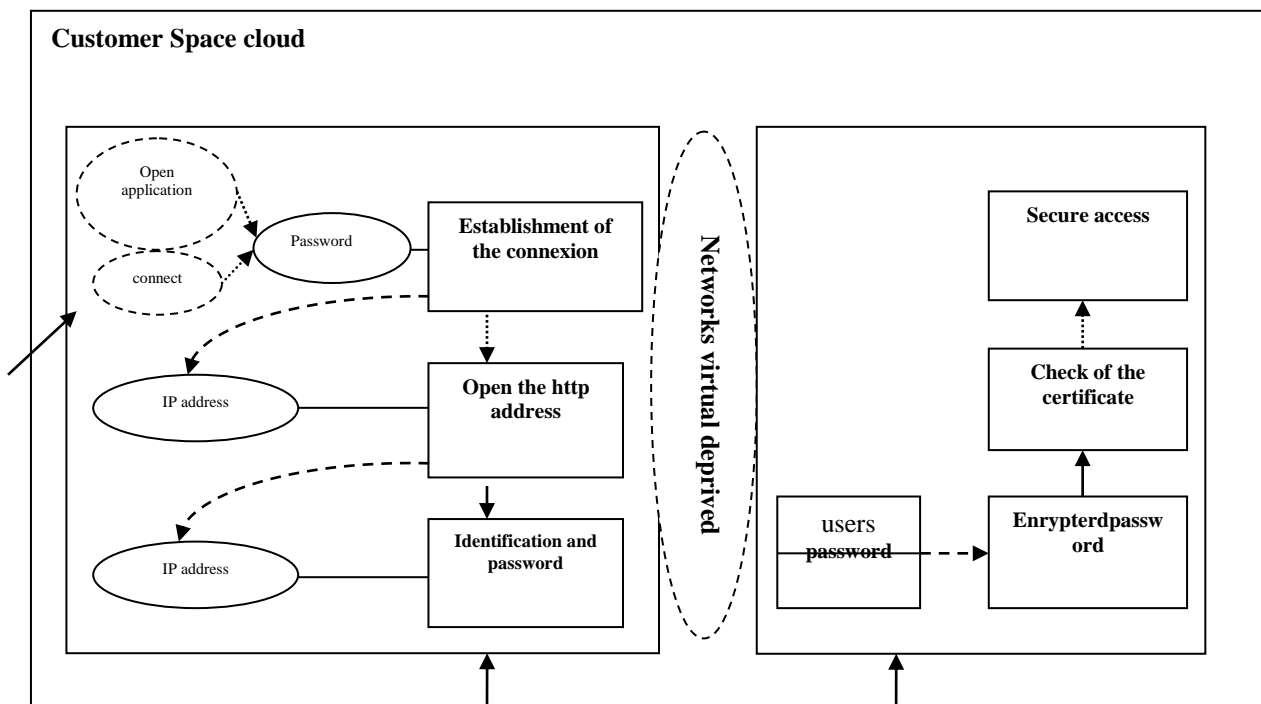 Customer Space cloud
Open
application
connect
Password
Establishment of
the connexion
IP address
Open the http
address
IP address
Identification and
password
Networks virtual deprived
Secure access
Check of the
certificate
users
password
Enrypterdpassw
ord